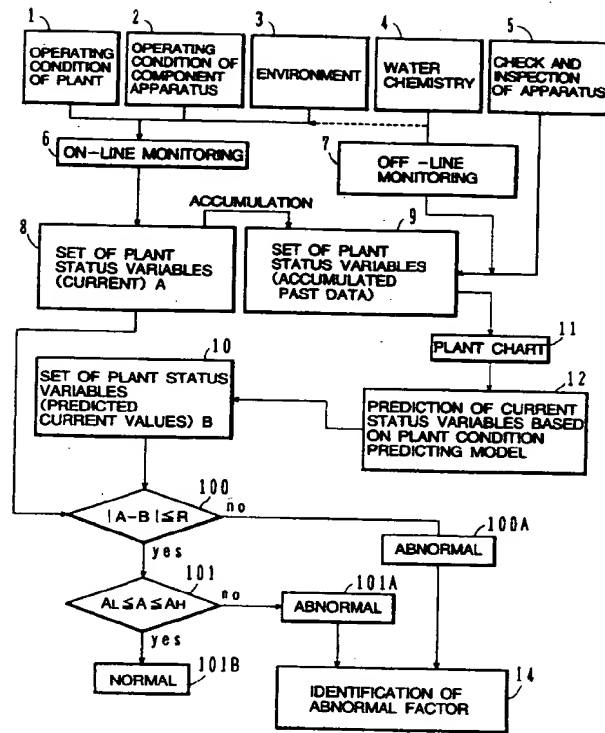 1
OPERATING
CONDITION
OF PLANT
2
OPERATING
CONDITION OF
COMPONENT
APPARATUS
3
ENVIRONMENT
4
WATER
CHEMISTRY
5
CHECK AND
INSPECTION
OF APPARATUS
6
ON-LINE MONITORING
7
OFF -LINE
MONITORING
ACCUMULATION
8
SET OF PLANT
STATUS VARIABLES
(CURRENT) A
9
SET OF PLANT
STATUS VARIABLES
(ACCUMULATED
PAST DATA)
11
PLANT CHART
10
SET OF PLANT STATUS
VARIABLES
(PREDICTED
CURRENT VALUES) B
12
PREDICTION OF CURRENT
STATUS VARIABLES BASED
ON PLANT CONDITION
PREDICTING MODEL
100
|A-B|≦R
no
yes
100A
ABNORMAL
101
AL≦A≦AH
no
yes
101A
ABNORMAL
NORMAL
101B
14
IDENTIFICATION OF
ABNORMAL FACTOR